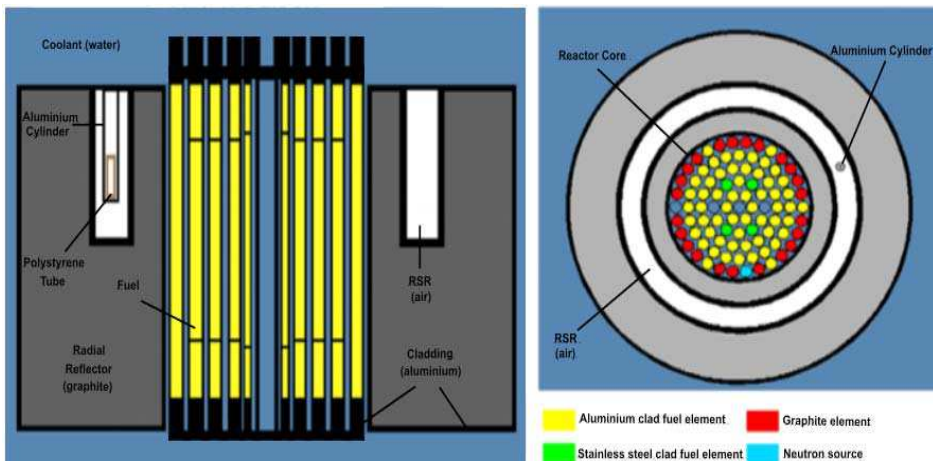 Coolant (water)
Aluminium
Cylinder
Polystyrene
Tube
Fuel
RSR
(air)
Radial
Reflector
(graphite)
Cladding
(aluminium)
Reactor Core
Aluminium Cylinder
RSR
(air)
Aluminium clad fuel element
Graphite element
Stainless steel clad fuel element
Neutron source